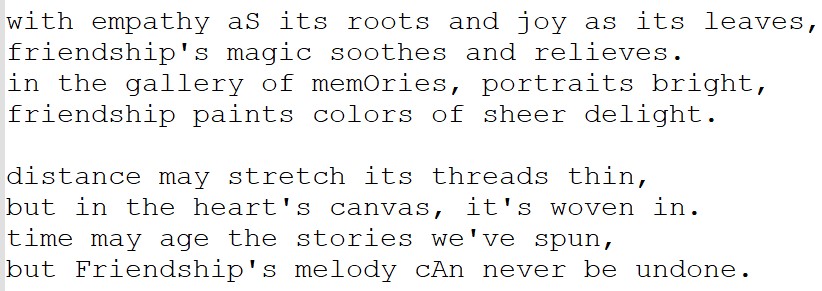 with empathy aS its roots and joy as its leaves,
friendship's magic soothes and relieves.
in the gallery of memOries, portraits bright,
friendship paints colors of sheer delight.

distance may stretch its threads thin,
but in the heart's canvas, it's woven in.
time may age the stories we've spun,
but Friendship's melody cAn never be undone.